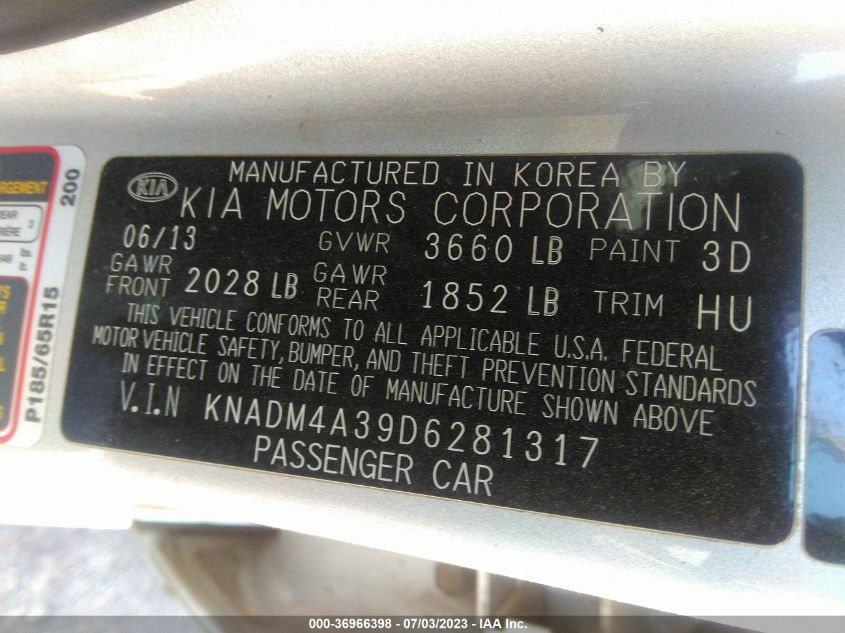 MANUFACTURED IN KOREA BY
KIA KIA MOTORS CORPORATION
06/13 GVWR 3660 LB PAINT 3D
GAWR FRONT 2028 LB GAWR REAR 1852 LB TRIM HU
THIS VEHICLE CONFORMS TO ALL APPLICABLE U.S.A. FEDERAL
MOTOR VEHICLE SAFETY, BUMPER, AND THEFT PREVENTION STANDARDS
IN EFFECT ON THE DATE OF MANUFACTURE SHOWN ABOVE
V.I.N KNADM4A39D6281317
PASSENGER CAR
P185/65R15 200
000-36966398 - 07/03/2023 - IAA Inc.